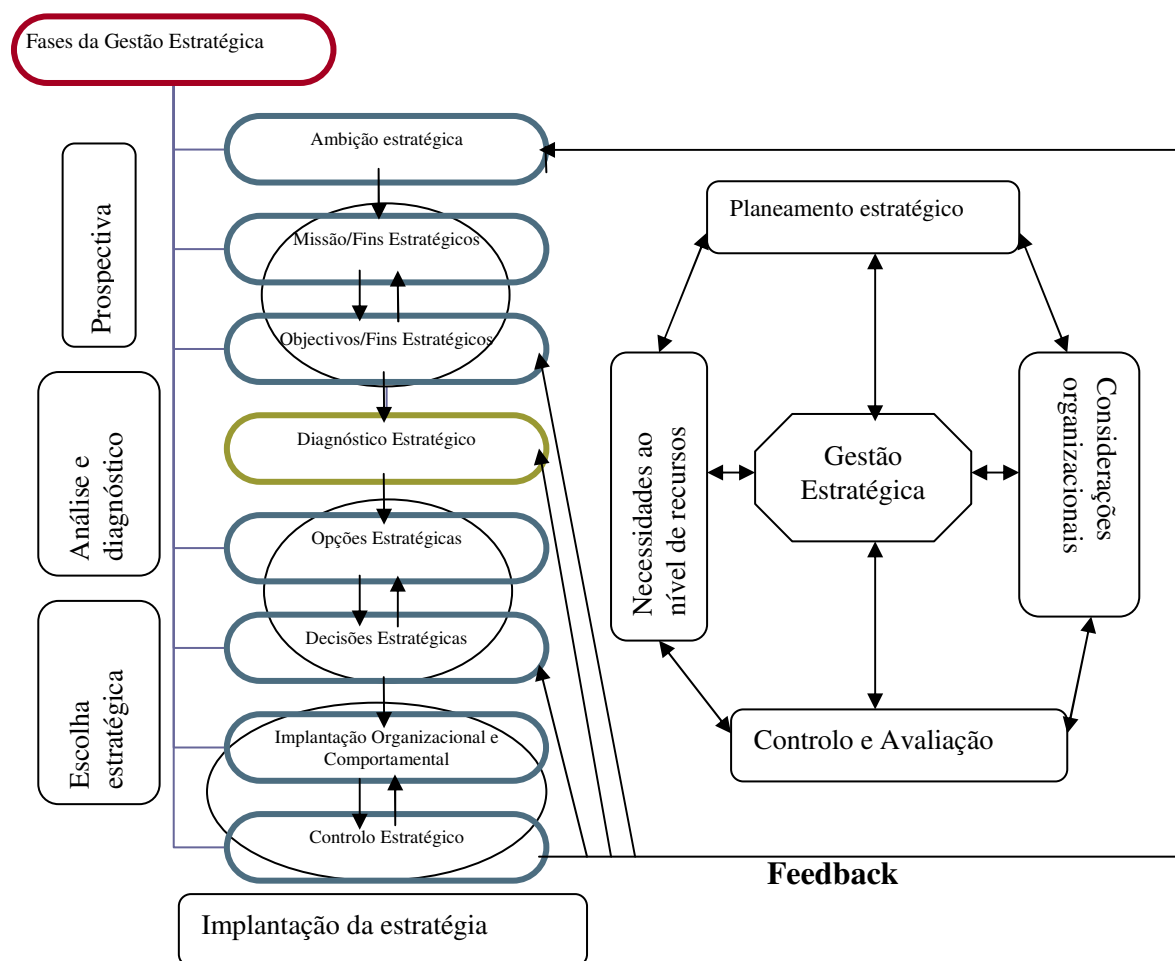 Fases da Gestão Estratégica
Ambição estratégica
Missão/Fins Estratégicos
Objectivos/Fins Estratégicos
Diagnóstico Estratégico
Opções Estratégicas
Decisões Estratégicas
Implantação Organizacional e
Comportamental
Controlo Estratégico
Prospectiva
Análise e
diagnóstico
Escolha
estratégica
Implantação da estratégia
Planeamento estratégico
Necessidades ao
nível de recursos
Gestão
Estratégica
Considerações
organizacionais
Controlo e Avaliação
Feedback